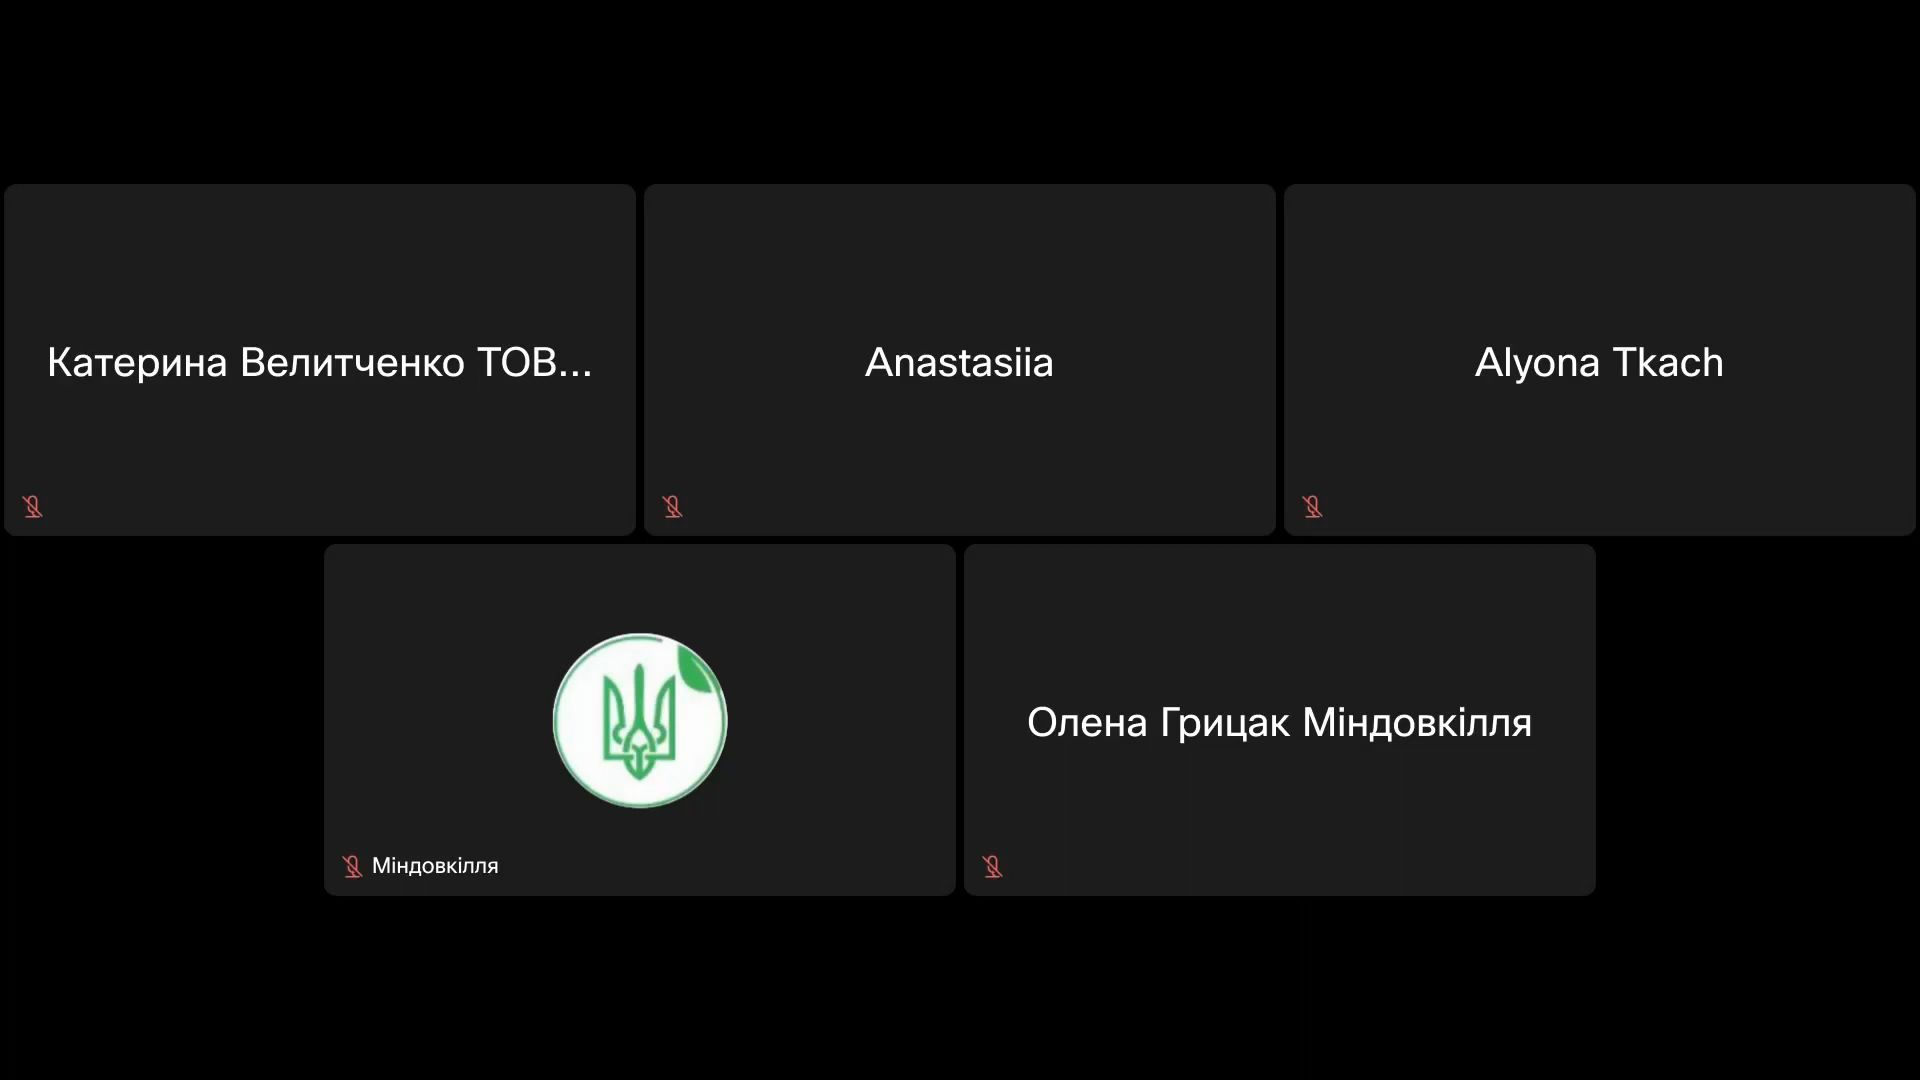 Катерина Велитченко ТОВ...
Anastasiia
Alyona Tkach
Міндовкілля
Олена Грицак Міндовкілля